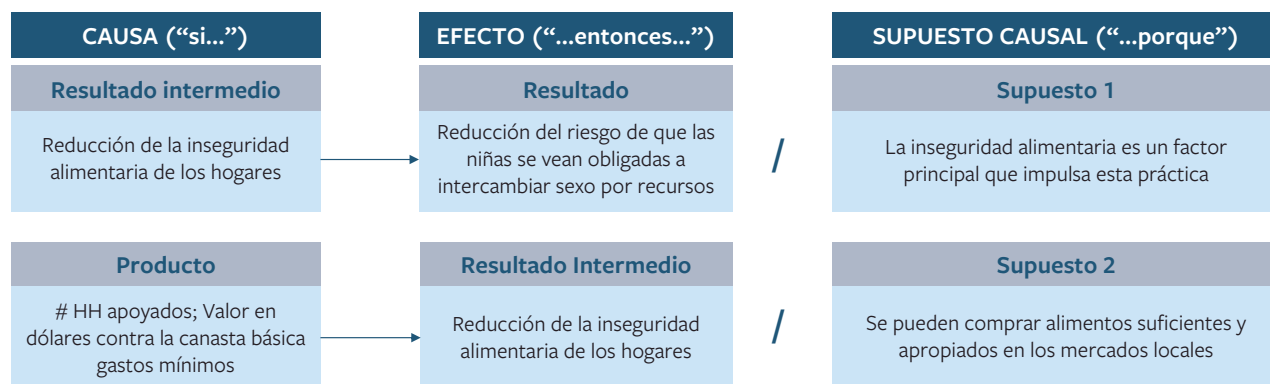 CAUSA (“si...”)
EFECTO (“...entonces...”)
SUPUESTO CAUSAL (“...porque”)
Resultado intermedio
Reducción de la inseguridad
alimentaria de los hogares
Resultado
Reducción del riesgo de que las
niñas se vean obligadas a
intercambiar sexo por recursos
/
Supuesto 1
La inseguridad alimentaria es un factor
principal que impulsa esta práctica
Producto
# HH apoyados; Valor en
dólares contra la canasta básica
gastos mínimos
Resultado Intermedio
Reducción de la inseguridad
alimentaria de los hogares
/
Supuesto 2
Se pueden comprar alimentos suficientes y
apropiados en los mercados locales